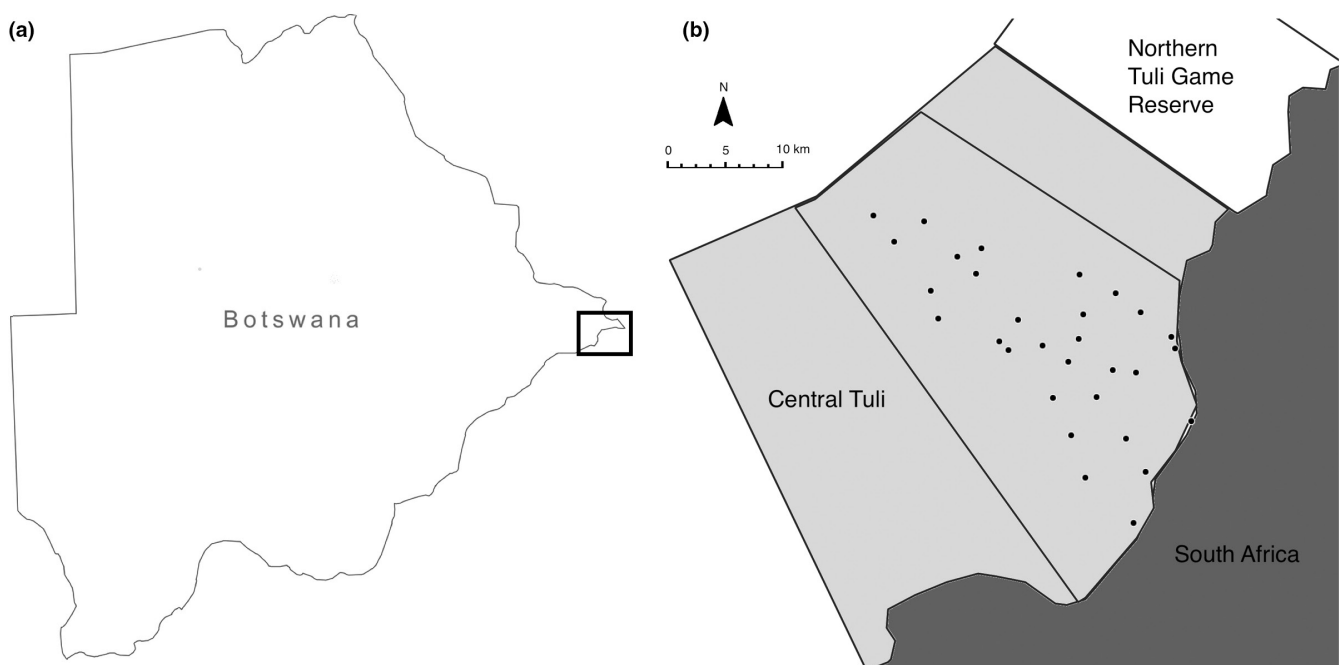 (a)
Botswana
(b)
N
0 5 10 km
Northern
Tuli Game
Reserve
Central Tuli
South Africa